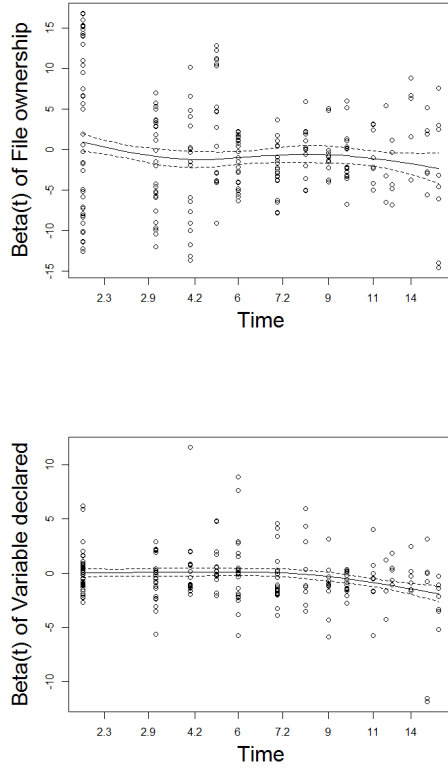 15
10
5
0
-5
-10
-15
Beta(t) of File ownership
2.3 2.9 4.2 6 7.2 9 11 14
Time
10
5
0
-5
-10
Beta(t) of Variable declared
2.3 2.9 4.2 6 7.2 9 11 14
Time